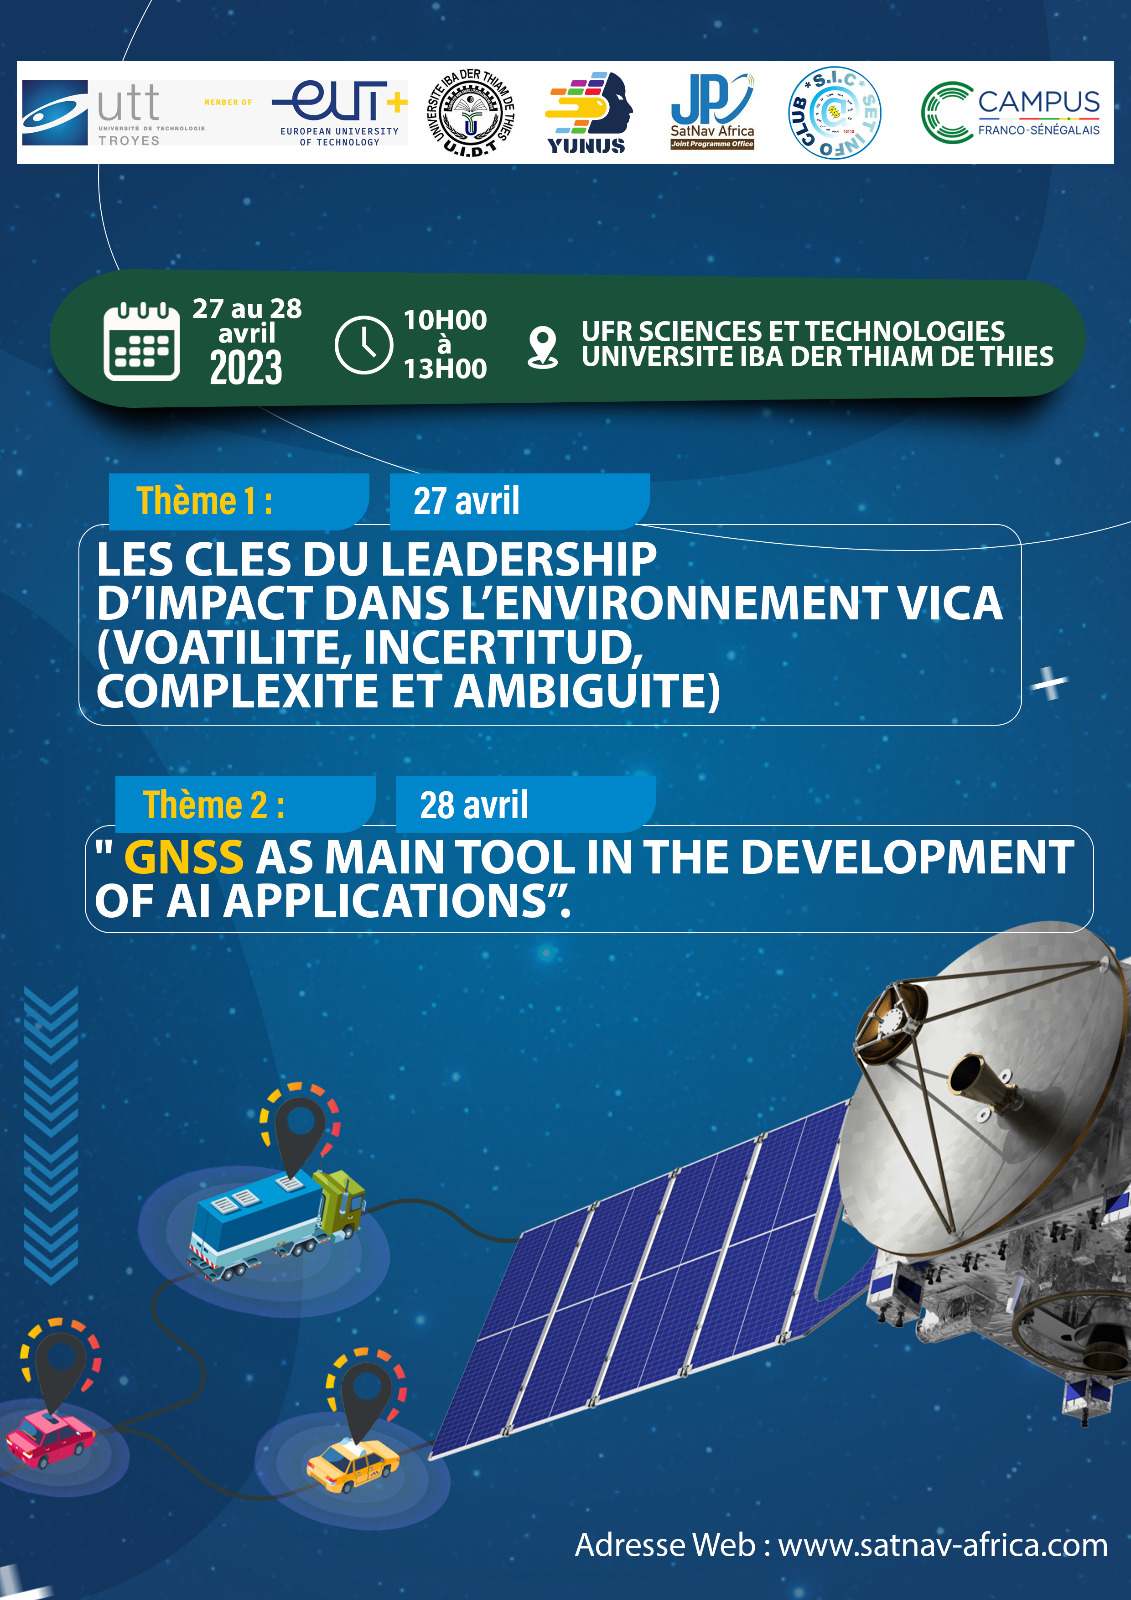 utt
UNIVERSITÉ DE TECHNOLOGIE
TROYES
MEMBER OF
EUT+
EUROPEAN UNIVERSITY
OF TECHNOLOGY
UNIVERSITE IBA DER THIAM DE THIES
U.I.D.T
YUNUS
JP
SatNav Africa
Joint Programme Office
*S.I.C*
SET INFO CLUB
CAMPUS
FRANCO-SÉNÉGALAIS
27 au 28
avril
2023
10H00
à
13H00
UFR SCIENCES ET TECHNOLOGIES
UNIVERSITE IBA DER THIAM DE THIES
Thème 1 :
27 avril
LES CLES DU LEADERSHIP
D’IMPACT DANS L’ENVIRONNEMENT VICA
(VOATILITE, INCERTITUD,
COMPLEXITE ET AMBIGUITE)
Thème 2 :
28 avril
" GNSS AS MAIN TOOL IN THE DEVELOPMENT
OF AI APPLICATIONS”.
Adresse Web : www.satnav-africa.com